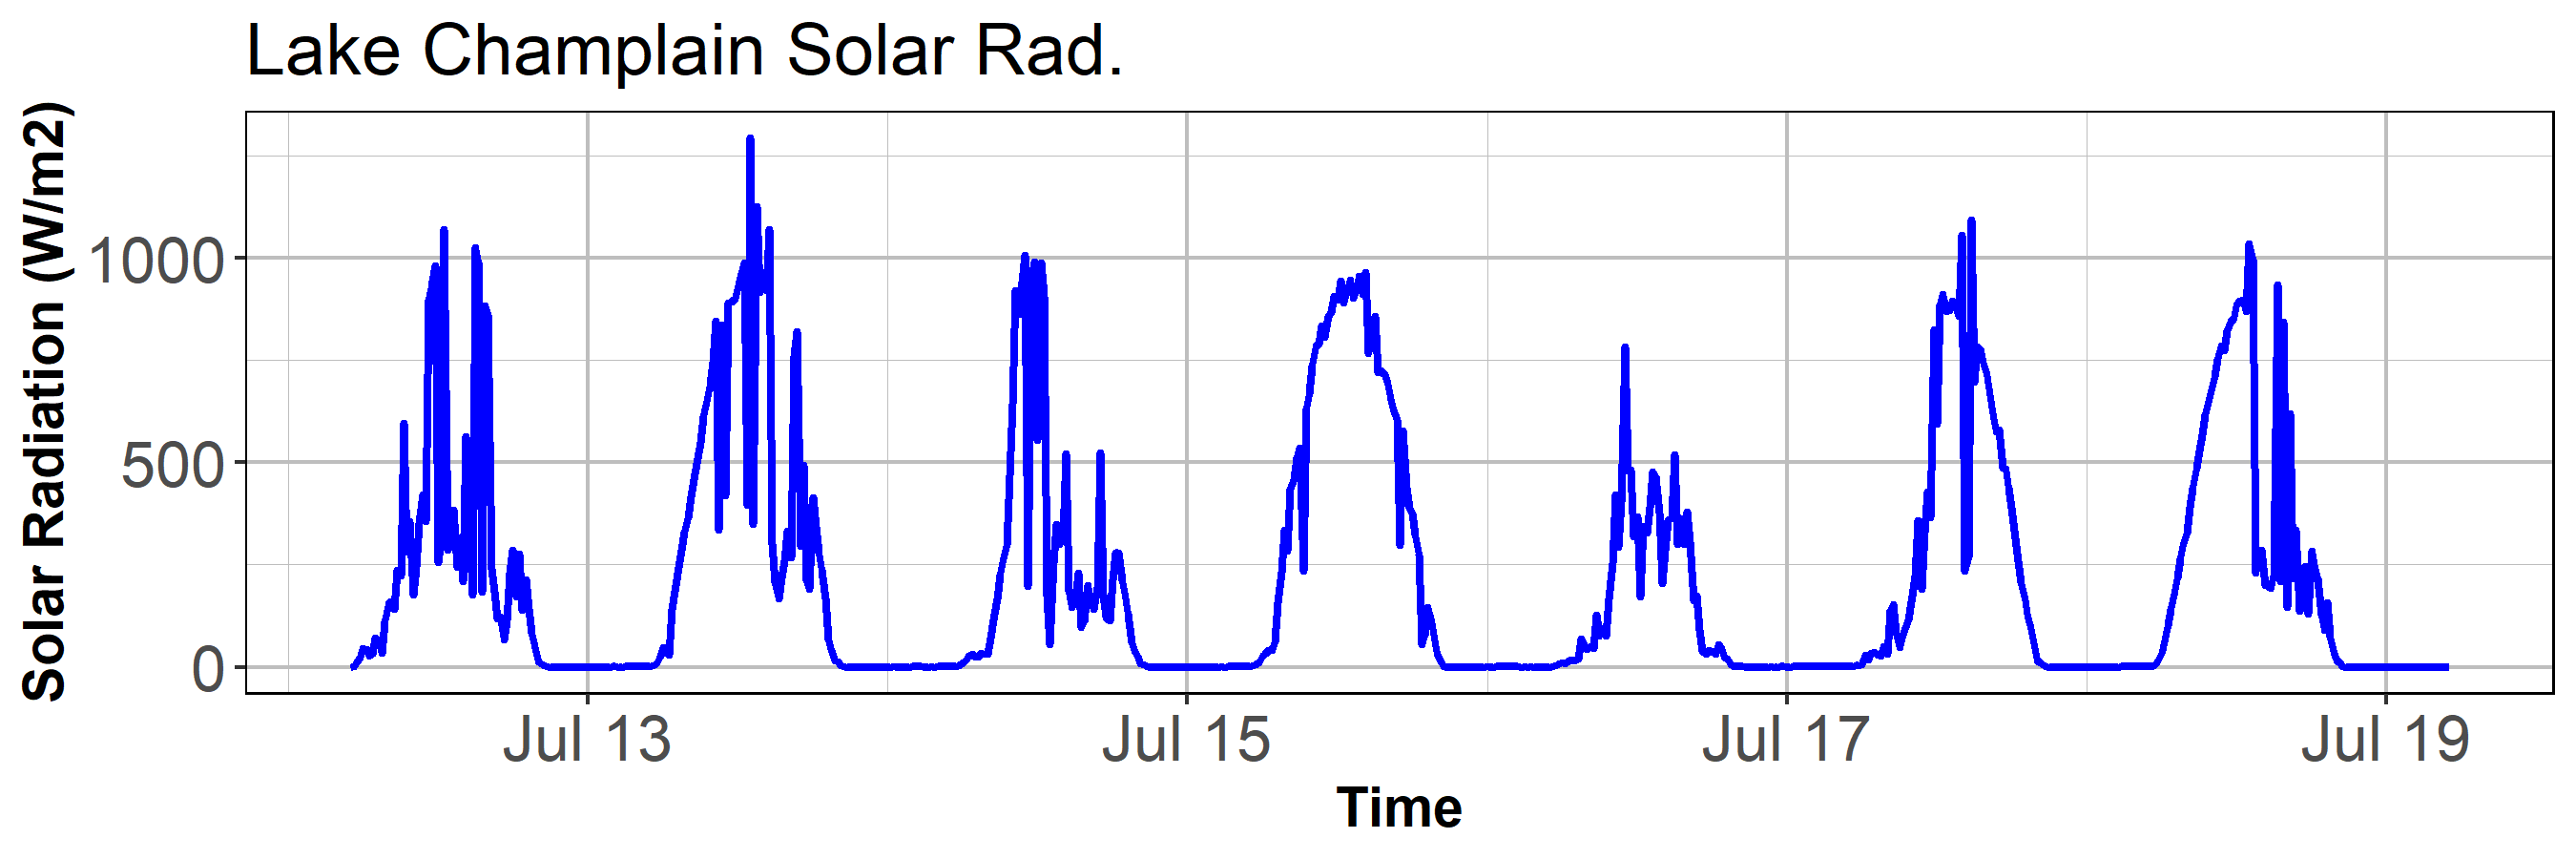 Lake Champlain Solar Rad.
Solar Radiation (W/m2)
1000
500
0
Jul 13 Jul 15 Jul 17 Jul 19
Time